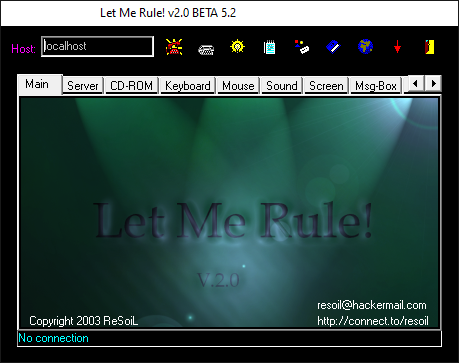 Let Me Rule! v2.0 BETA 5.2
Host: localhost
Main Server CD-ROM Keyboard Mouse Sound Screen Msg-Box
Let Me Rule!
V.2.0
resoil@hackermail.com
Copyright 2003 ReSoiL http://connect.to/resoil
No connection